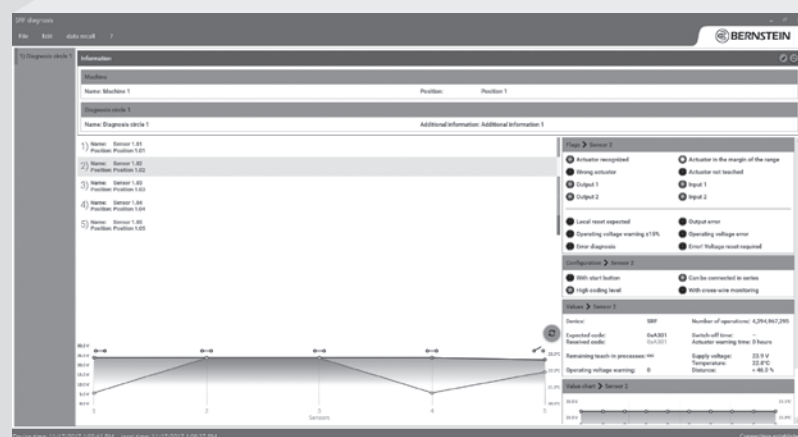 SRF diagnosis
File Edit data recall ?
BERNSTEIN
1) Diagnosis circle 1
Information
Machine
Name: Machine 1 Position: Position 1
Diagnosis circle 1
Name: Diagnosis circle 1 Additional information: Additional information 1
1) Name: Sensor 1.01
Position: Position 1.01
2) Name: Sensor 1.02
Position: Position 1.02
3) Name: Sensor 1.03
Position: Position 1.03
4) Name: Sensor 1.04
Position: Position 1.04
5) Name: Sensor 1.05
Position: Position 1.05
Flags > Sensor 2
Actuator recognized Actuator in the margin of the range
Wrong actuator Actuator not teached
Output 1 Input 1
Output 2 Input 2
Local reset expected Output error
Operating voltage warning ±15% Operating voltage error
Error diagnosis Error! Voltage reset required
Configuration > Sensor 2
With start button Can be connected in series
High coding level With cross-wire monitoring
Values > Sensor 2
Device: SRF Number of operations: 4,294,967,295
Expected code: 0xA301 Switch-off time: --
Received code: 0xA301 Actuator warning time: 0 hours
Remaining teach-in processes: ∞ Supply voltage: 23.9 V
Temperature: 22.8°C
Operating voltage warning: 0 Distance: < 46.0 %
Value chart > Sensor 2
1 2 3 4 5
Sensors